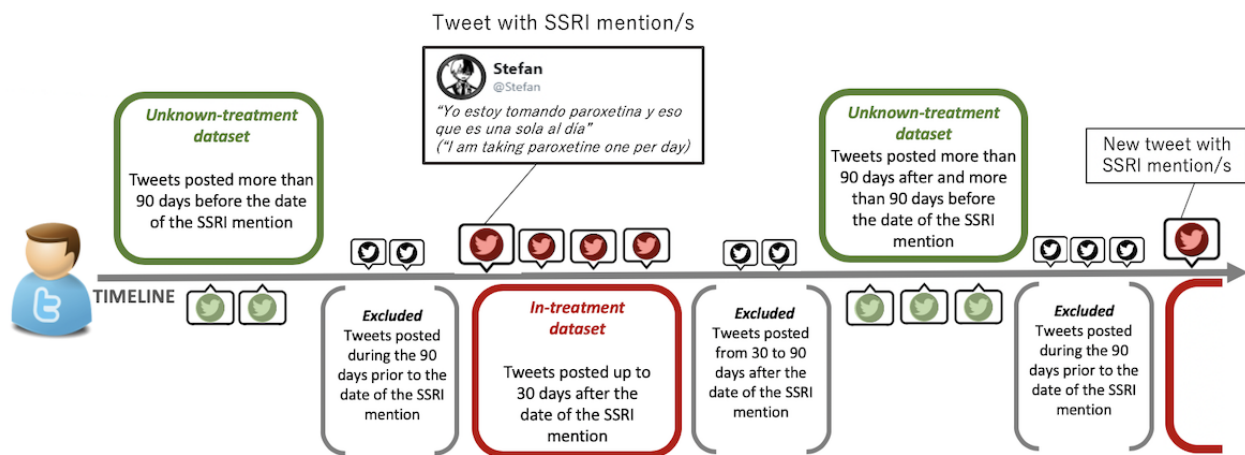 Tweet with SSRI mention/s
Stefan
@Stefan
“Yo estoy tomando paroxetina y eso
que es una sola al día”
(“I am taking paroxetine one per day)
Unknown-treatment
dataset
Tweets posted more than
90 days before the date
of the SSRI mention
Unknown-treatment
dataset
Tweets posted more than
90 days after and more
than 90 days before
the date of the SSRI
mention
New tweet with
SSRI mention/s
TIMELINE
Excluded
Tweets posted
during the 90
days prior to the
date of the SSRI
mention
In-treatment
dataset
Tweets posted up to
30 days after the
date of the SSRI
mention
Excluded
Tweets posted
from 30 to 90
days after the
date of the SSRI
mention
Excluded
Tweets posted
during the 90
days prior to the
date of the SSRI
mention